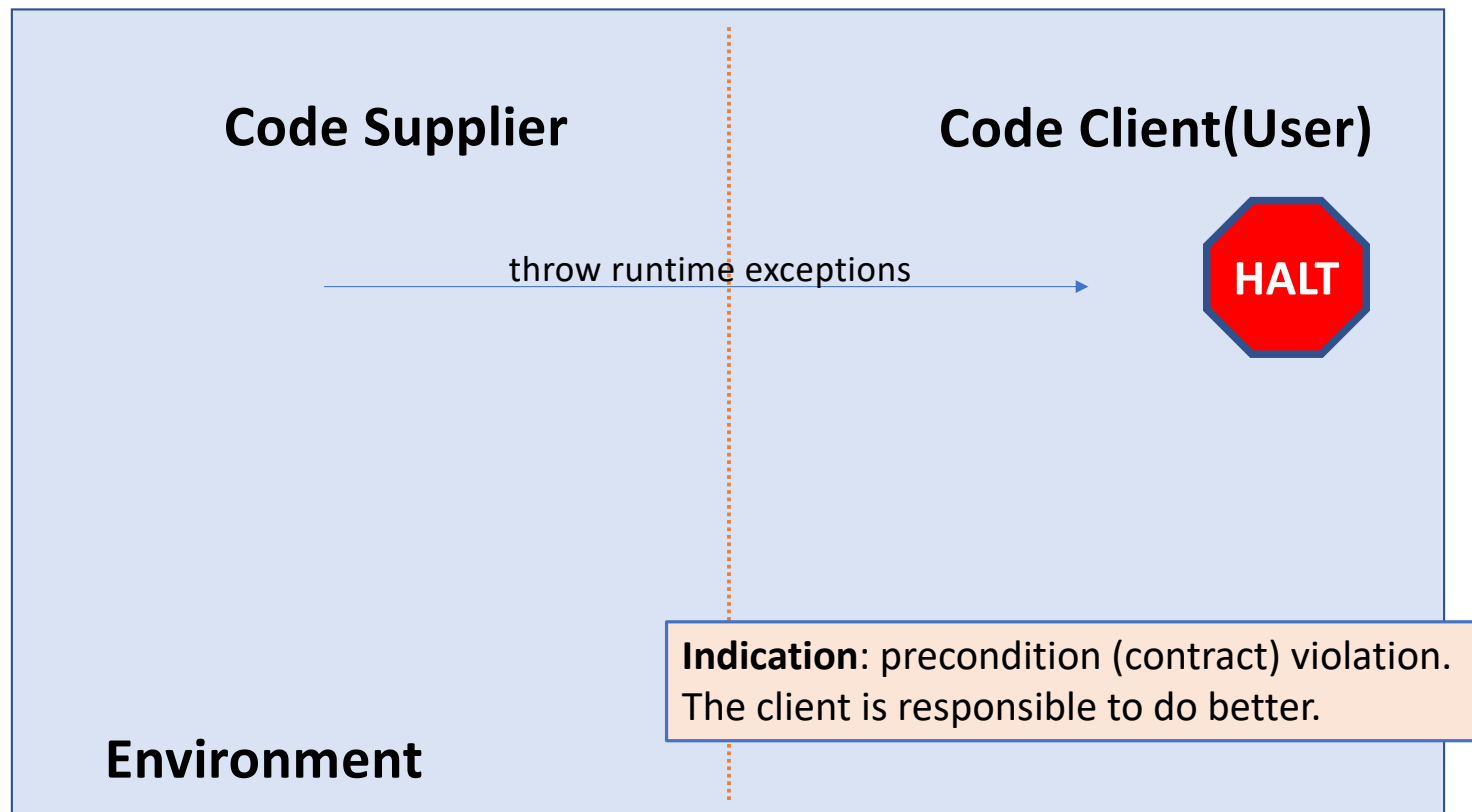 Code Supplier
Code Client(User)
throw runtime exceptions
HALT
Indication: precondition (contract) violation.
The client is responsible to do better.
Environment